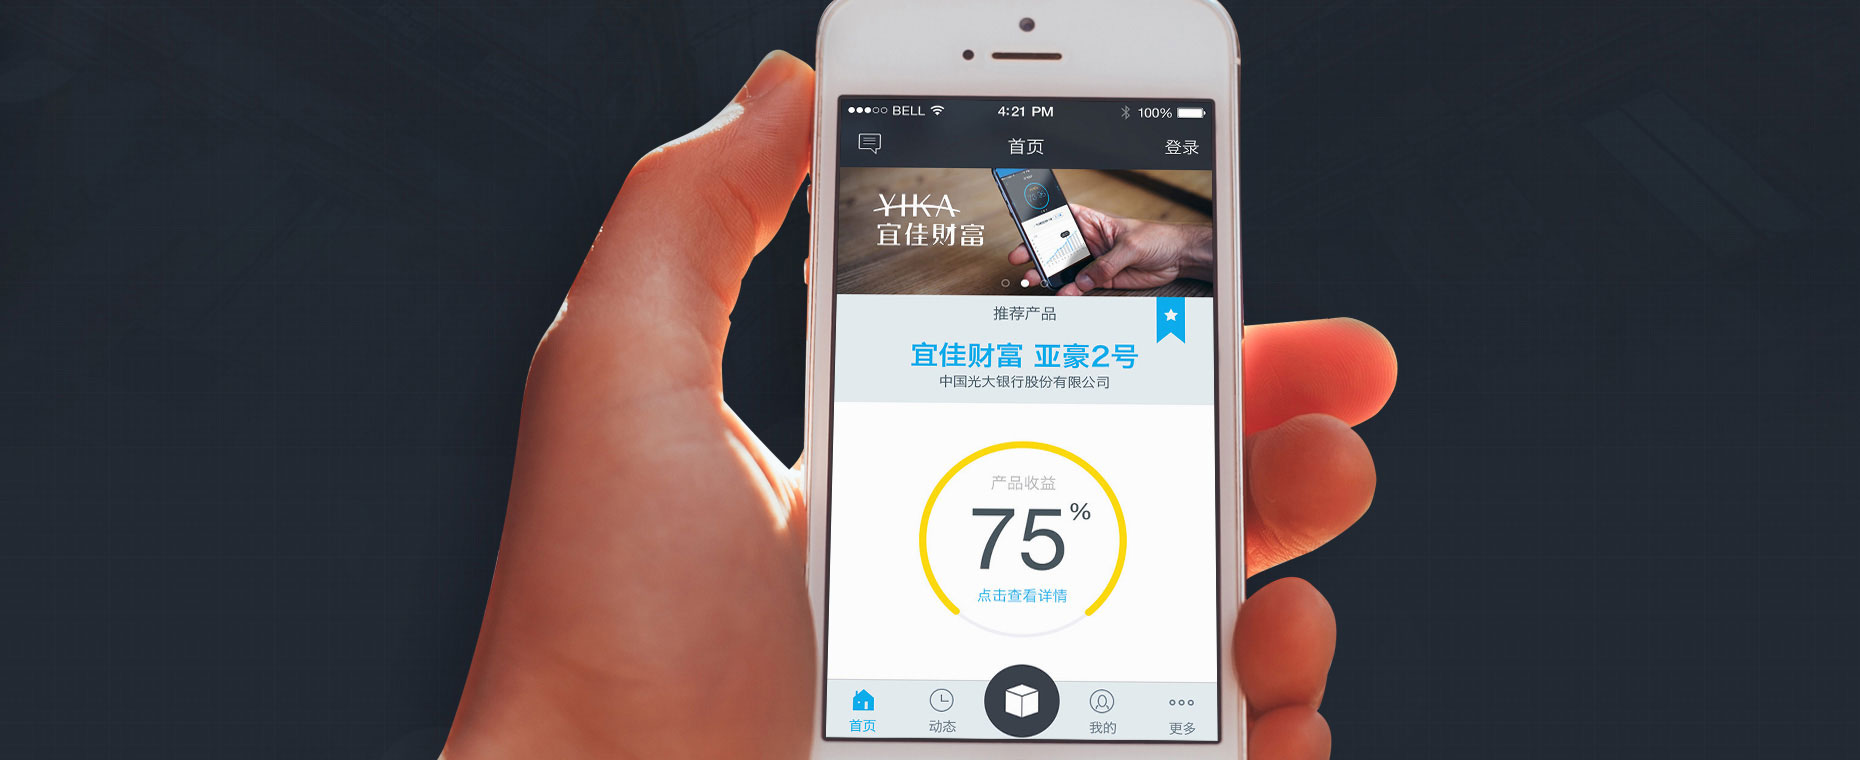 BELL 4:21 PM 100%
首页 登录
YIKA
宜佳财富
推荐产品
宜佳财富 亚豪2号
中国光大银行股份有限公司
产品收益
75%
点击查看详情
首页 动态 我的 更多